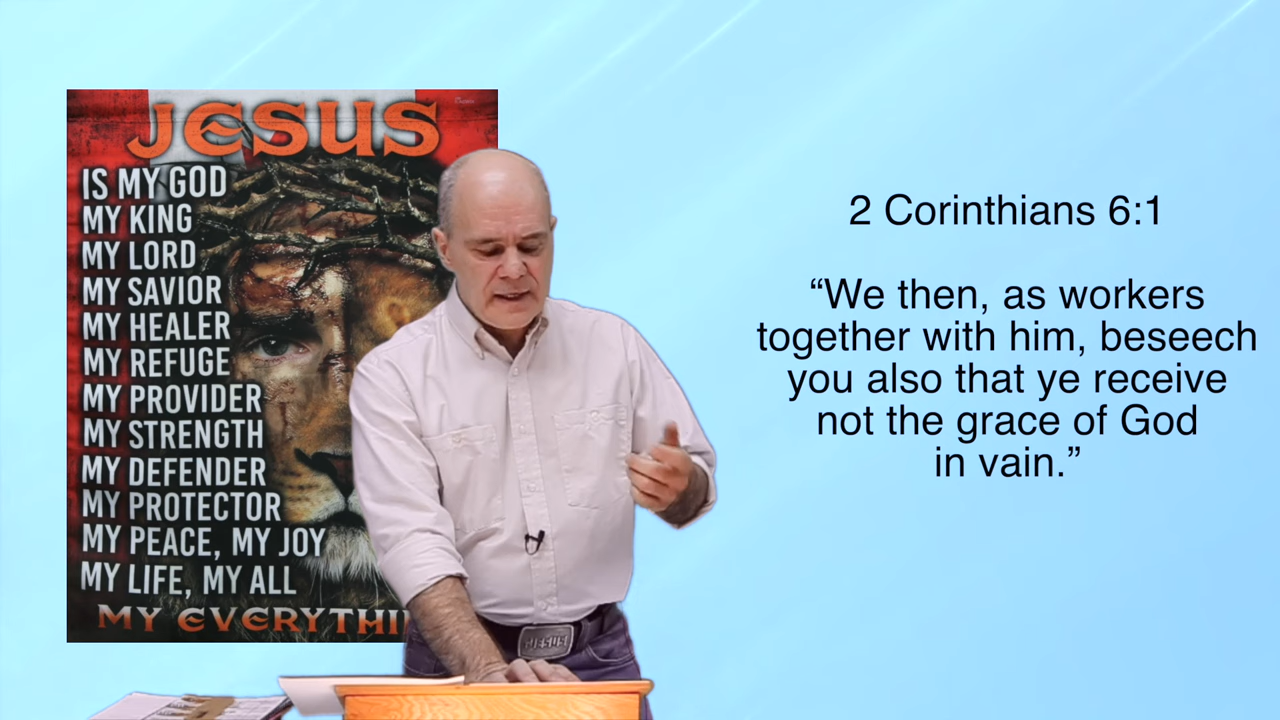 JESUS
IS MY GOD
MY KING
MY LORD
MY SAVIOR
MY HEALER
MY REFUGE
MY PROVIDER
MY STRENGTH
MY DEFENDER
MY PROTECTOR
MY PEACE, MY JOY
MY LIFE, MY ALL
MY EVERYTHI
2 Corinthians 6:1
“We then, as workers
together with him, beseech
you also that ye receive
not the grace of God
in vain.”
JESUS